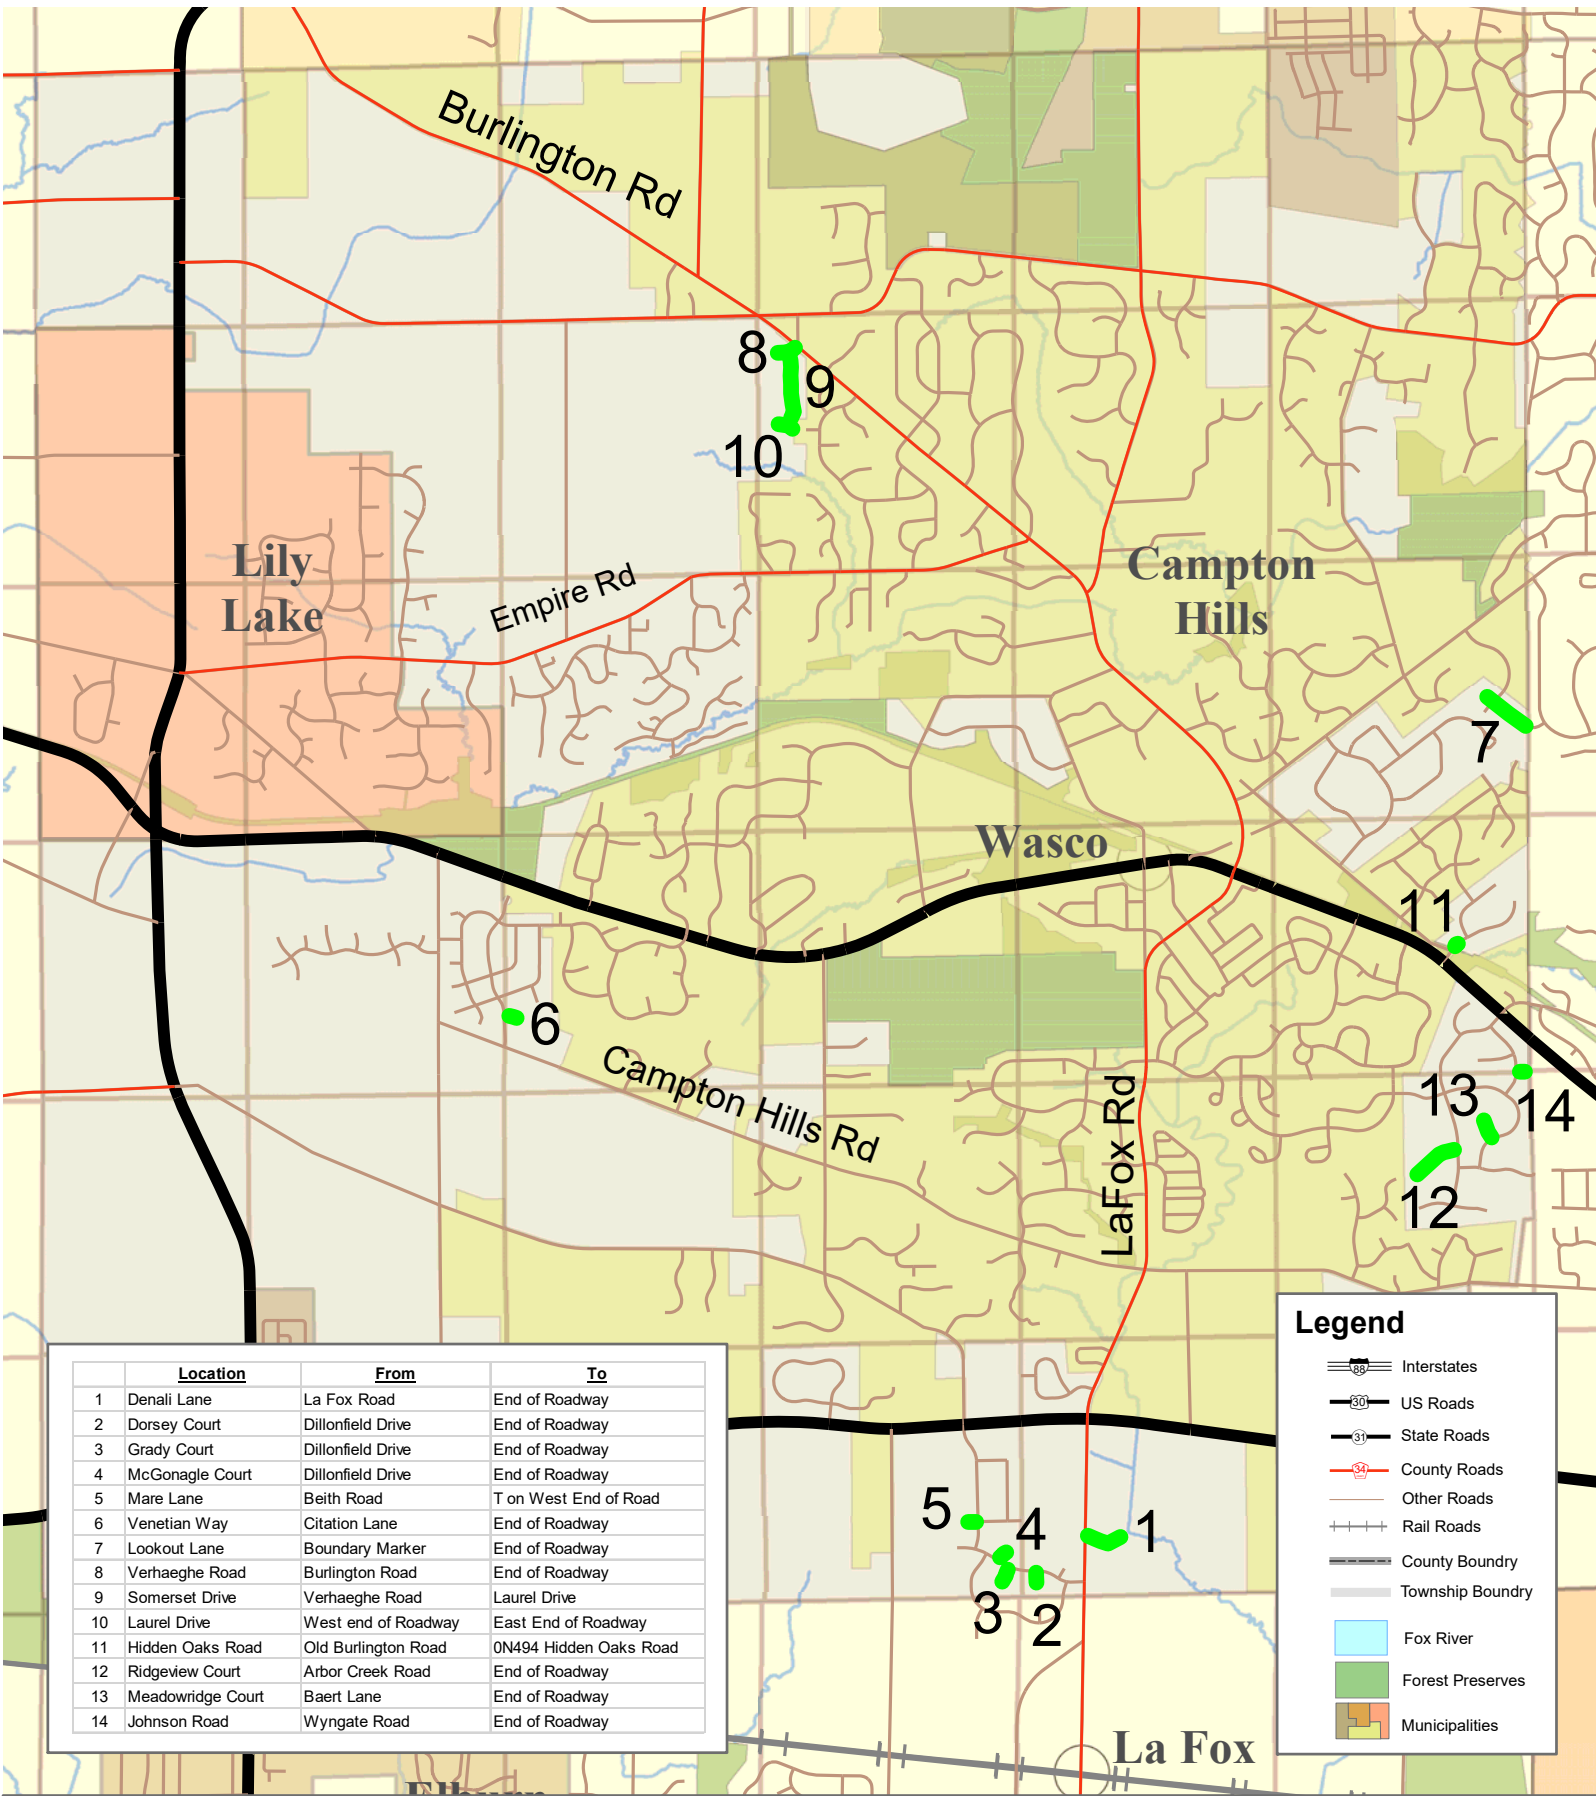 Burlington Rd
8
9
10
Lily
Lake
Empire Rd
Campton
Hills
7
Wasco
11
6
Campton Hills Rd
LaFox Rd
13
14
12
5
4
1
3
2
La Fox
Elburn
Location From To
1 Denali Lane La Fox Road End of Roadway
2 Dorsey Court Dillonfield Drive End of Roadway
3 Grady Court Dillonfield Drive End of Roadway
4 McGonagle Court Dillonfield Drive End of Roadway
5 Mare Lane Beith Road T on West End of Road
6 Venetian Way Citation Lane End of Roadway
7 Lookout Lane Boundary Marker End of Roadway
8 Verhaeghe Road Burlington Road End of Roadway
9 Somerset Drive Verhaeghe Road Laurel Drive
10 Laurel Drive West end of Roadway East End of Roadway
11 Hidden Oaks Road Old Burlington Road 0N494 Hidden Oaks Road
12 Ridgeview Court Arbor Creek Road End of Roadway
13 Meadowridge Court Baert Lane End of Roadway
14 Johnson Road Wyngate Road End of Roadway
Legend
88 Interstates
30 US Roads
31 State Roads
34 County Roads
Other Roads
Rail Roads
County Boundry
Township Boundry
Fox River
Forest Preserves
Municipalities